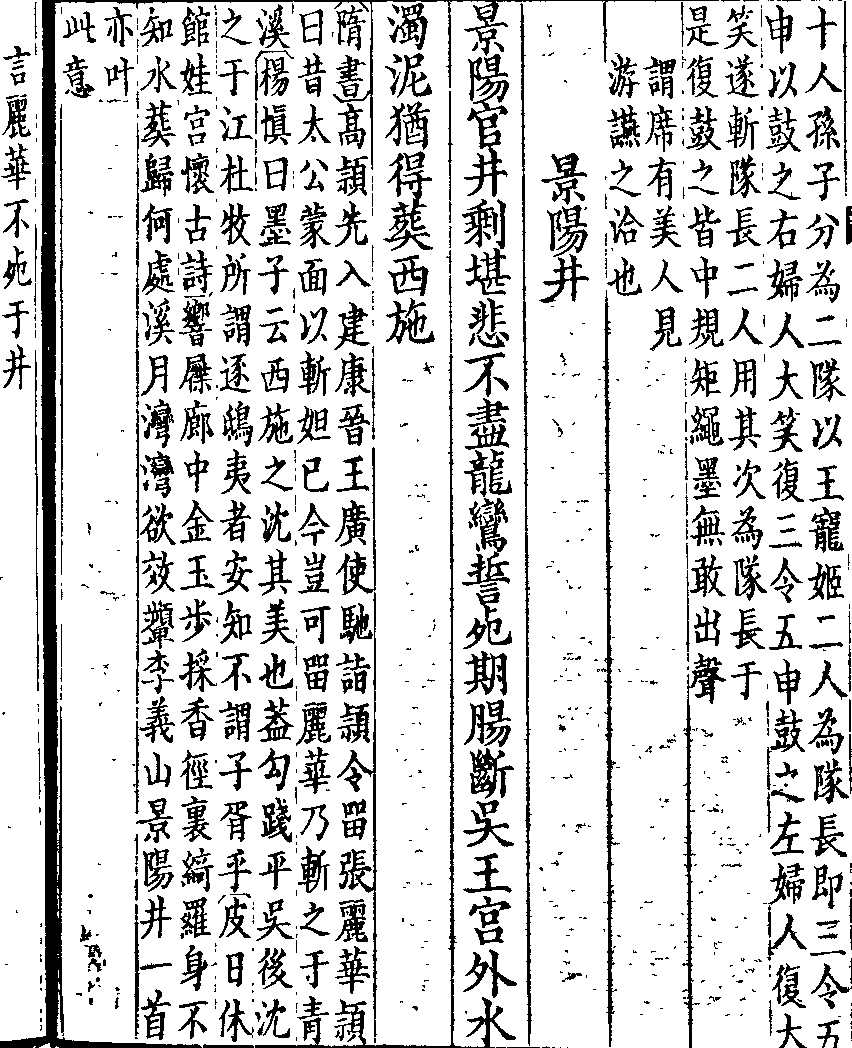 十人孫子分為二隊以王寵姬二人為隊長即三令五
申以鼓之右婦人大笑復三令五申鼓之左婦人復大
笑遂斬隊長二人用其次為隊長于
是復鼓之皆中規矩繩墨無敢出聲
謂席有美人見
游讌之洽也
景陽井
景陽宫井剩堪悲不盡龍鸞誓死期腸斷吳王宮外水
濁泥猶得葬西施
隋書高頴先入建康晉王廣使馳詣頴令畱張麗華頴
曰昔太公蒙面以斬妲已今豈可畱麗華乃斬之于青
溪楊慎曰墨子云西施之沈其美也葢勾踐平吳後沈
之于江杜牧所謂逐鴟夷者安知不謂子胥乎皮日休
館娃宮懷古詩響屧廊中金玉步採香徑裏綺羅身不
知水葬歸何處溪月灣灣欲效顰李義山景陽井一首
亦叶
此意
言麗華不死于井